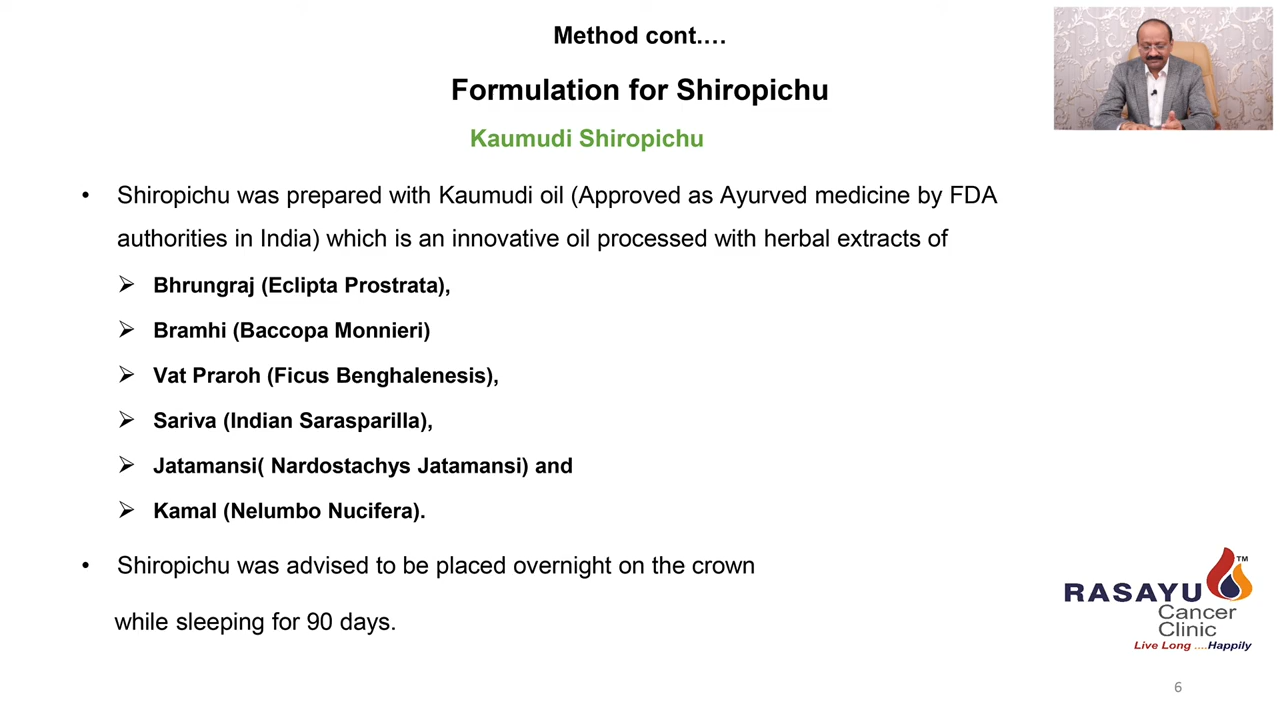 Method cont.…
Formulation for Shiropichu
Kaumudi Shiropichu
• Shiropichu was prepared with Kaumudi oil (Approved as Ayurved medicine by FDA
authorities in India) which is an innovative oil processed with herbal extracts of
➢ Bhrungraj (Eclipta Prostrata),
➢ Bramhi (Baccopa Monnieri)
➢ Vat Praroh (Ficus Benghalenesis),
➢ Sariva (Indian Sarasparilla),
➢ Jatamansi( Nardostachys Jatamansi) and
➢ Kamal (Nelumbo Nucifera).
• Shiropichu was advised to be placed overnight on the crown
while sleeping for 90 days.
RASAYU TM
Cancer
Clinic
Live Long ....Happily
6